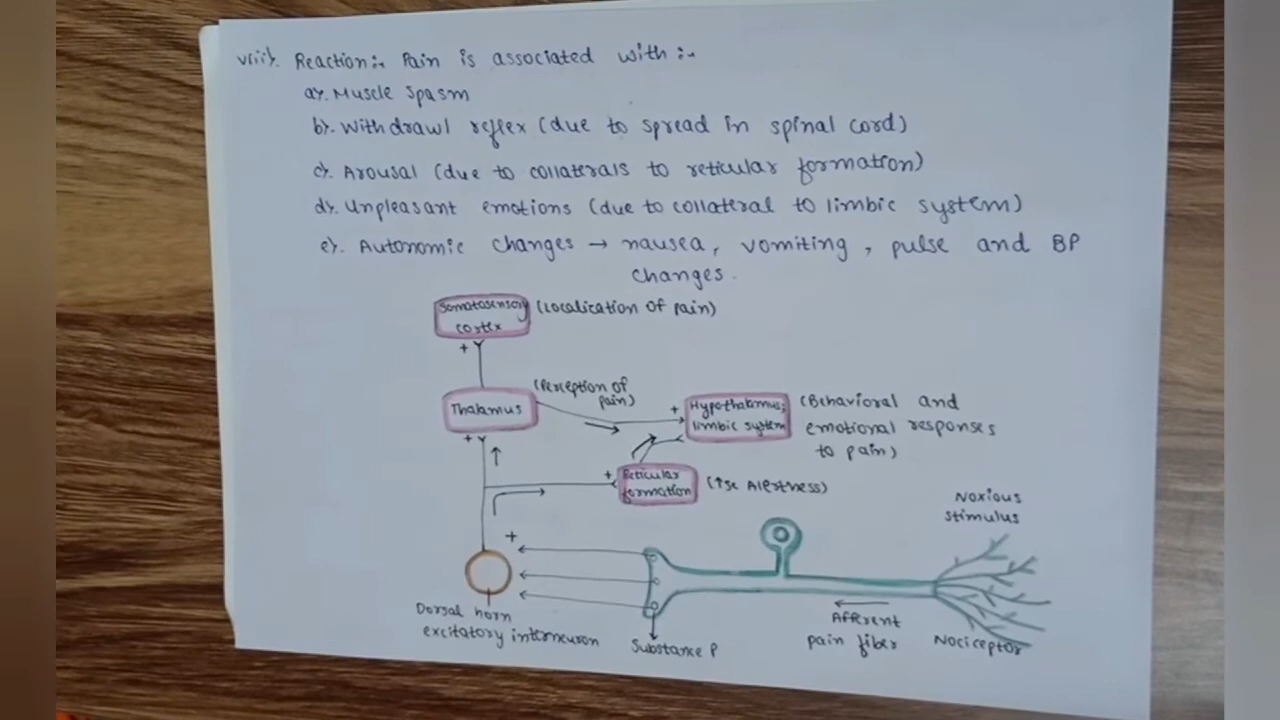 viii). Reaction:- Pain is associated with :-
a). Muscle spasm
b). Withdrawl reflex (due to spread in spinal cord)
c). Arousal (due to collaterals to reticular formation)
d). Unpleasant emotions (due to collateral to limbic system)
e). Autonomic changes → nausea, vomiting, pulse and BP
changes.
Somatosensory
cortex
(Localization of pain)
+
Thalamus
(Perception of
pain)
+
Hypothalamus;
limbic system
(Behavioral and
emotional responses
to pain)
+
+
Reticular
formation
(↑se Alertness)
Noxious
stimulus
+
Dorsal horn
excitatory interneuron
Substance P
Afferent
pain fiber
Nociceptor